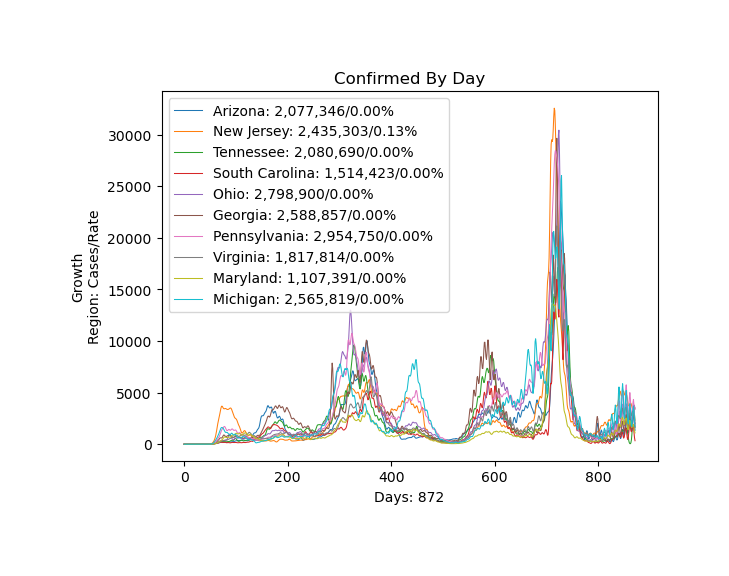 Confirmed By Day
Growth
Region: Cases/Rate
30000
25000
20000
15000
10000
5000
0
Arizona: 2,077,346/0.00%
New Jersey: 2,435,303/0.13%
Tennessee: 2,080,690/0.00%
South Carolina: 1,514,423/0.00%
Ohio: 2,798,900/0.00%
Georgia: 2,588,857/0.00%
Pennsylvania: 2,954,750/0.00%
Virginia: 1,817,814/0.00%
Maryland: 1,107,391/0.00%
Michigan: 2,565,819/0.00%
0 200 400 600 800
Days: 872